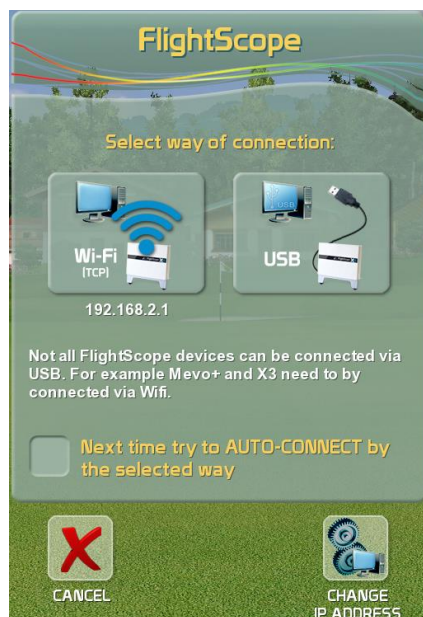 FlightScope
Select way of connection:
Wi-Fi
(TCP)
USB
USB
192.168.2.1
Not all FlightScope devices can be connected via
USB. For example Mevo+ and X3 need to by
connected via Wifi.
Next time try to AUTO-CONNECT by
the selected way
CANCEL
CHANGE
IP ADDRESS